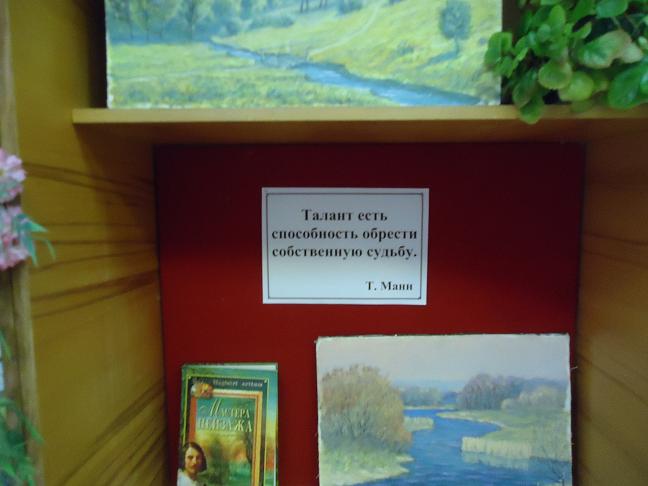 Талант есть
способность обрести
собственную судьбу.
Т. Манн
Мастера
пейзажа